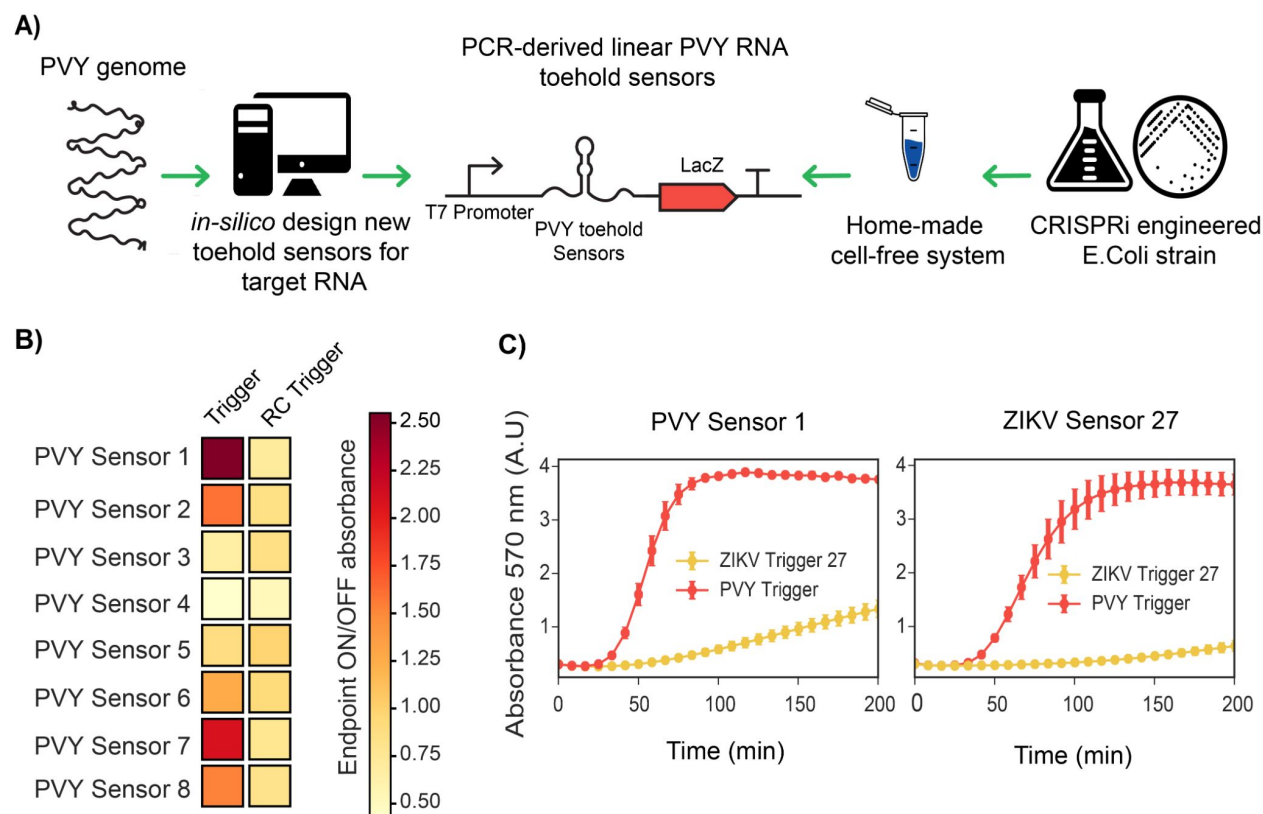 A)
PVY genome
in-silico design new
toehold sensors for
target RNA
PCR-derived linear PVY RNA
toehold sensors
T7 Promoter
PVY toehold
Sensors
LacZ
Home-made
cell-free system
CRISPRi engineered
E.Coli strain
B)
Trigger
RC Trigger
PVY Sensor 1
PVY Sensor 2
PVY Sensor 3
PVY Sensor 4
PVY Sensor 5
PVY Sensor 6
PVY Sensor 7
PVY Sensor 8
Endpoint ON/OFF absorbance
2.50
2.25
2.00
1.75
1.50
1.25
1.00
0.75
0.50
C)
PVY Sensor 1
Absorbance 570 nm (A.U)
4
3
2
1
ZIKV Trigger 27
PVY Trigger
0
50
100
150
200
Time (min)
ZIKV Sensor 27
4
3
2
1
ZIKV Trigger 27
PVY Trigger
0
50
100
150
200
Time (min)